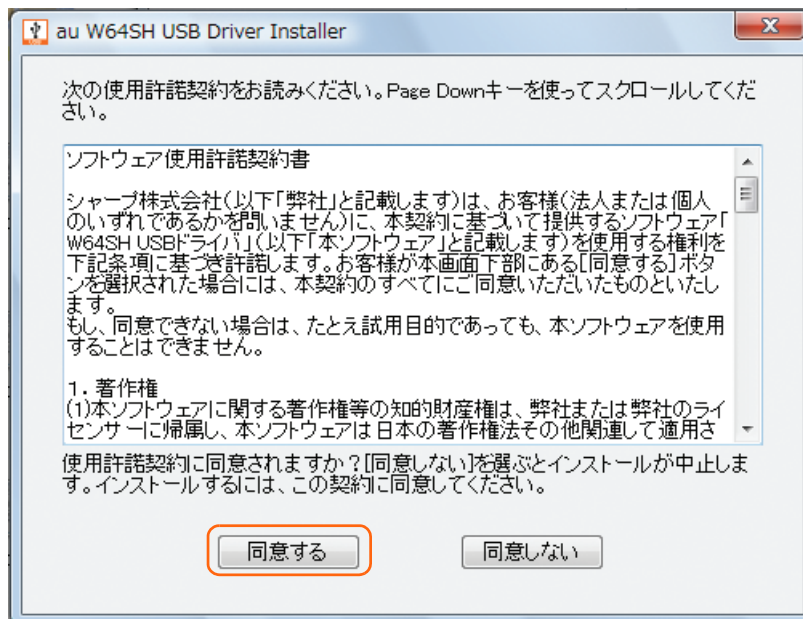 au W64SH USB Driver Installer
次の使用許諾契約をお読みください。Page Downキーを使ってスクロールしてくだ
さい。
ソフトウェア使用許諾契約書
シャープ株式会社(以下「弊社」と記載します)は、お客様(法人または個人
のいずれであるかを問いません)に、本契約に基づいて提供するソフトウェア「
W64SH USBドライバ」(以下「本ソフトウェア」と記載します)を使用する権利を
下記条項に基づき許諾します。お客様が本画面下部にある[同意する]ボタ
ンを選択された場合には、本契約のすべてにご同意いただいたものといたし
ます。
もし、同意できない場合は、たとえ試用目的であっても、本ソフトウェアを使用
することはできません。
1. 著作権
(1)本ソフトウェアに関する著作権等の知的財産権は、弊社または弊社のライ
センサーに帰属し、本ソフトウェアは日本の著作権法その他関連して適用さ
使用許諾契約に同意されますか?[同意しない]を選ぶとインストールが中止しま
す。インストールするには、この契約に同意してください。
同意する
同意しない